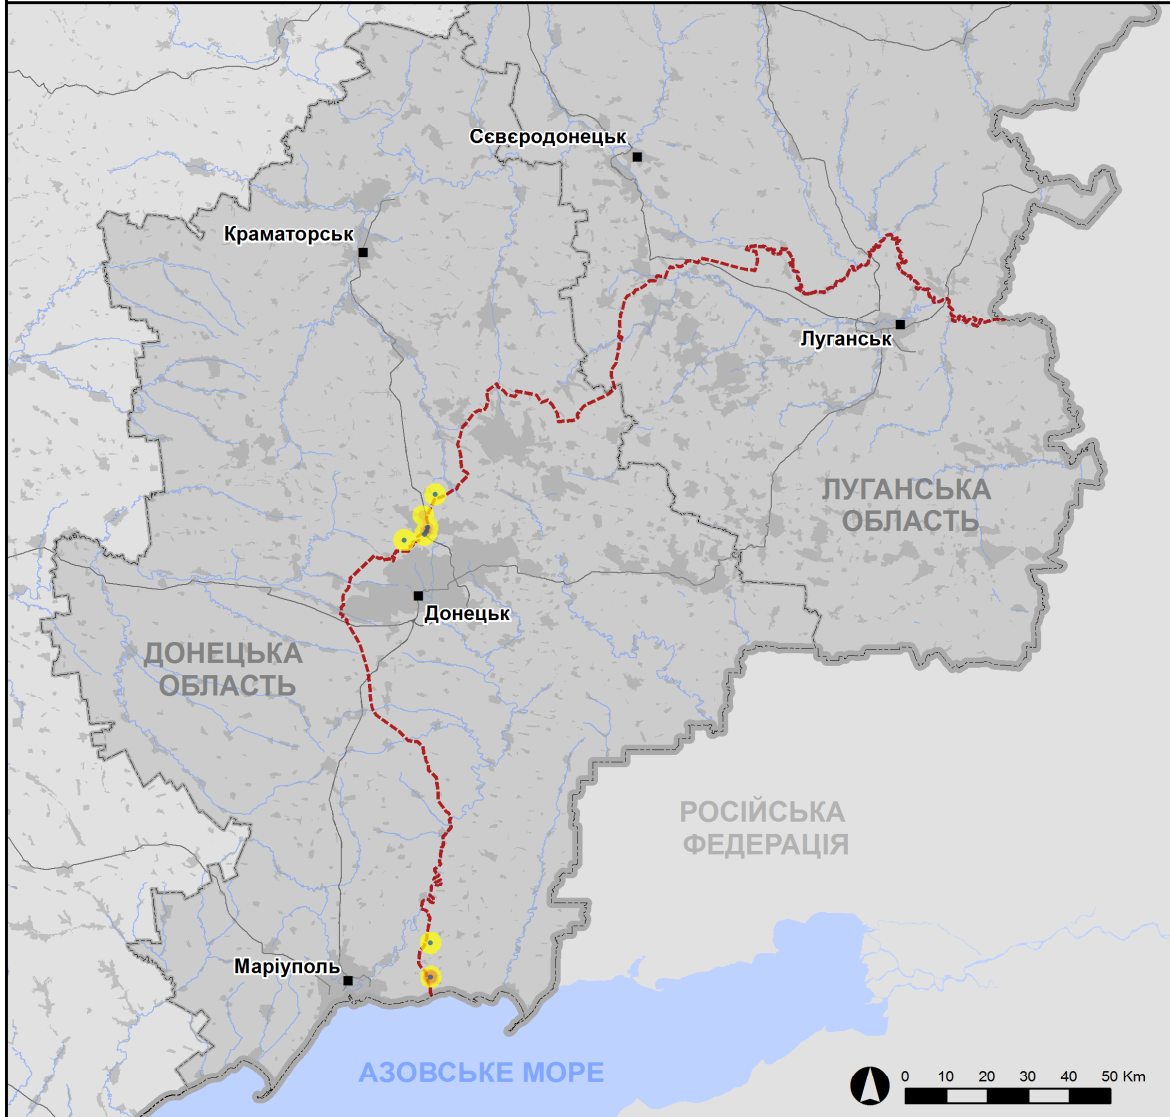 Сєвєродонецьк
Краматорськ
Луганськ
ЛУГАНСЬКА
ОБЛАСТЬ
Донецьк
ДОНЕЦЬКА
ОБЛАСТЬ
РОСІЙСЬКА
ФЕДЕРАЦІЯ
Маріуполь
АЗОВСЬКЕ МОРЕ
0 10 20 30 40 50 Km